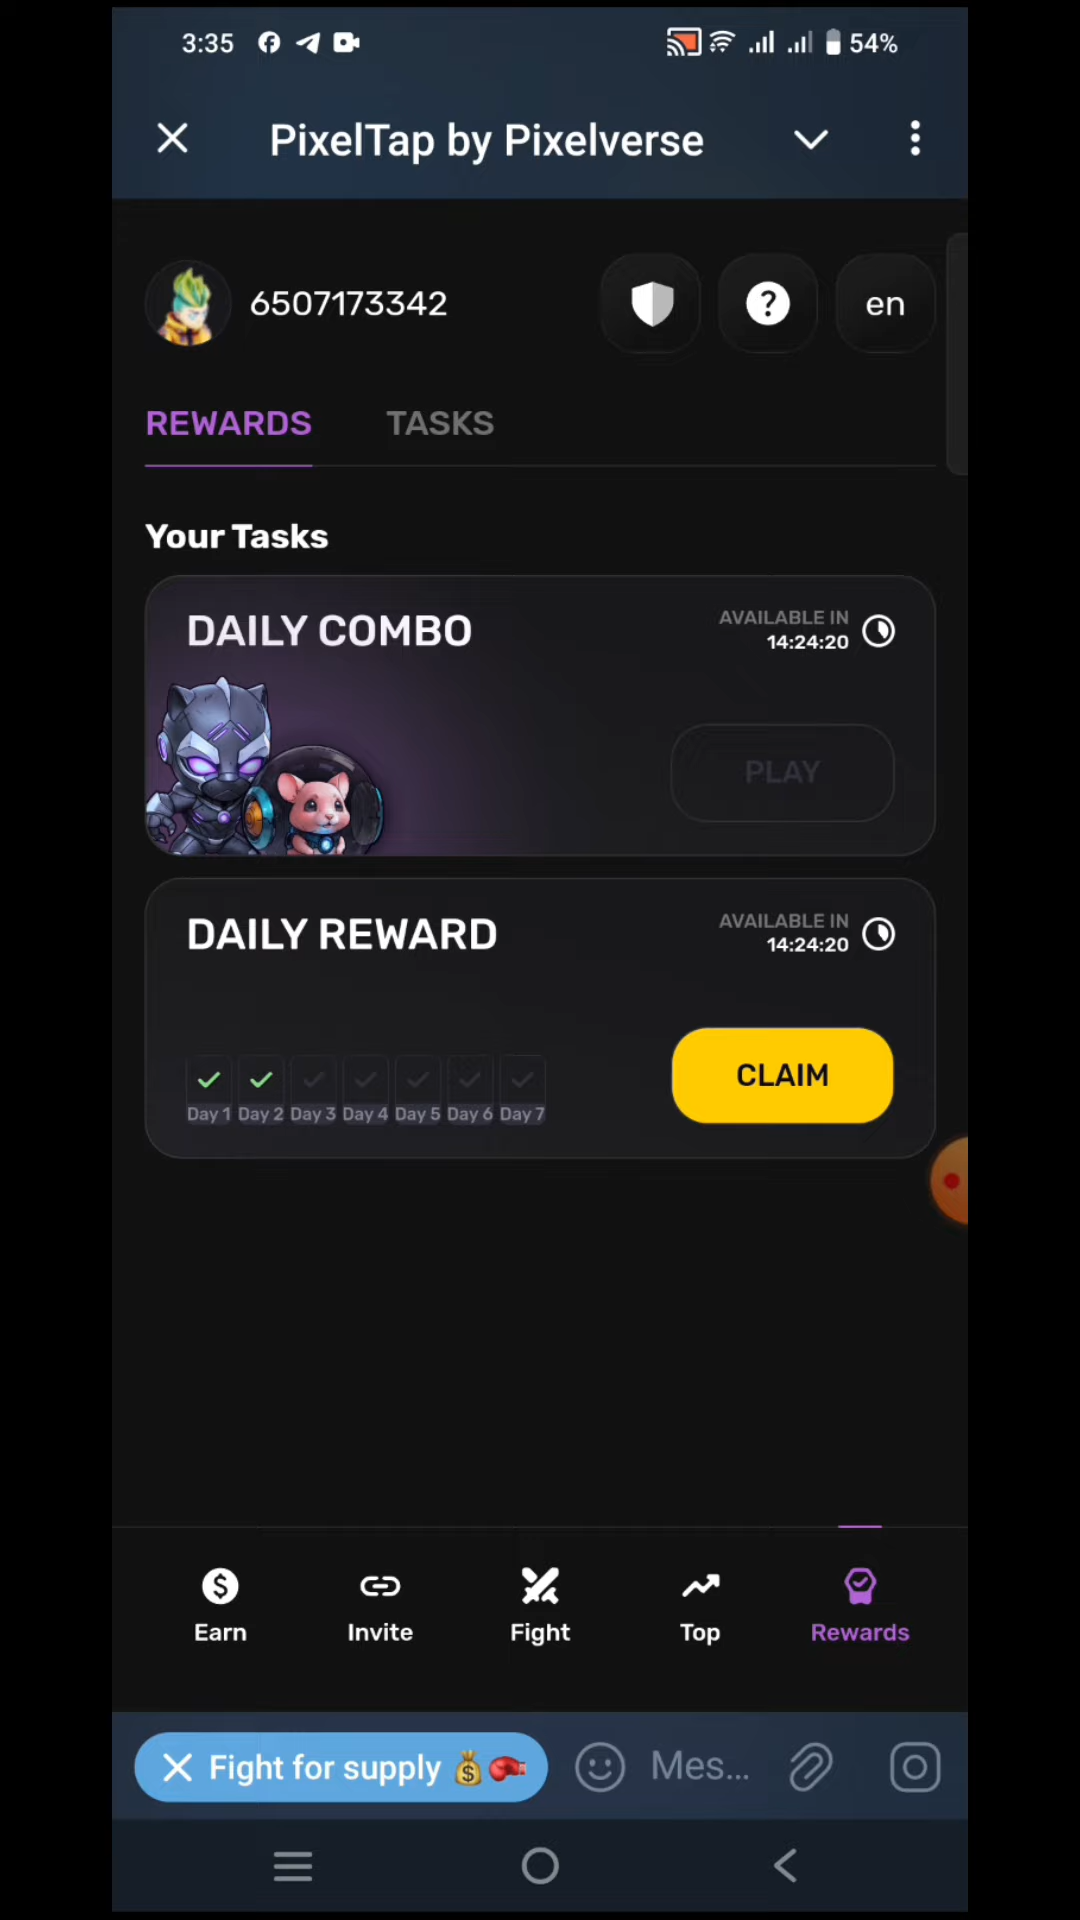 3:35
54%
PixelTap by Pixelverse
6507173342
en
REWARDS
TASKS
Your Tasks
DAILY COMBO
AVAILABLE IN
14:24:20
PLAY
DAILY REWARD
AVAILABLE IN
14:24:20
Day 1 Day 2 Day 3 Day 4 Day 5 Day 6 Day 7
CLAIM
Earn
Invite
Fight
Top
Rewards
Fight for supply 💰🥊
Mes...